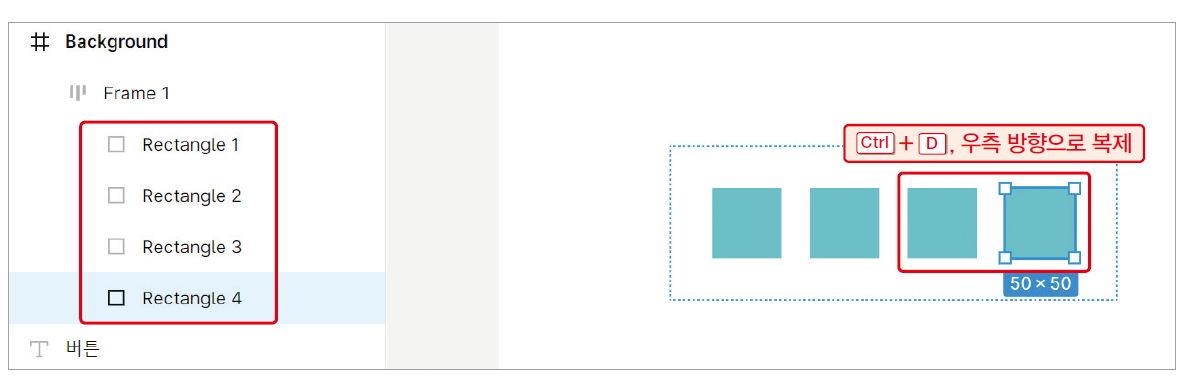 Background
Frame 1
Rectangle 1
Rectangle 2
Rectangle 3
Rectangle 4
버튼
Ctrl + D, 우측 방향으로 복제
50 × 50